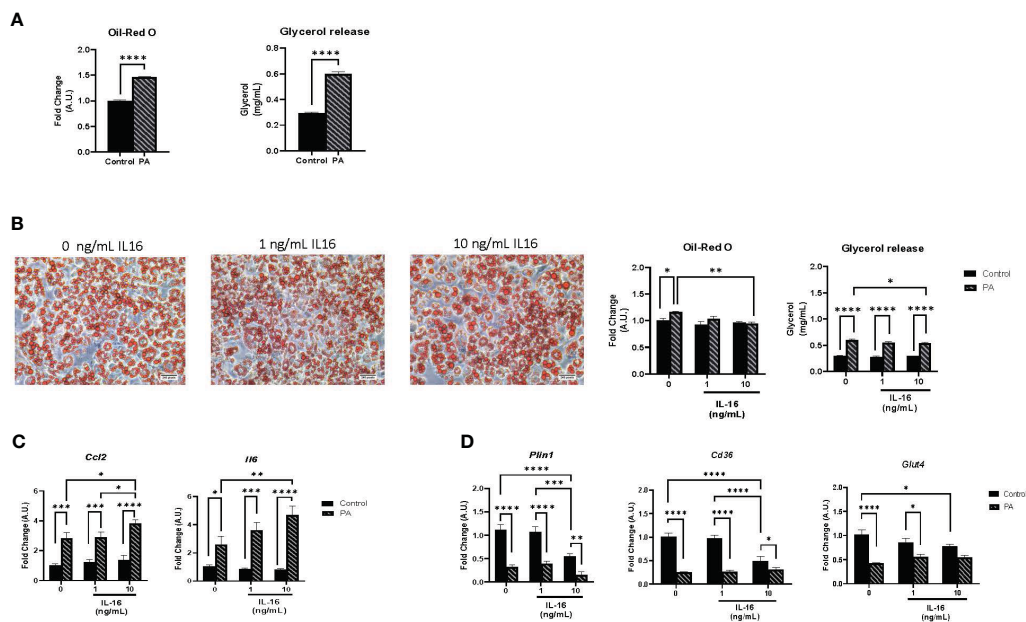 A
Oil-Red O
****
2.0
1.5
1.0
0.5
0.0
Fold Change
(A.U.)
Control PA
Glycerol release
****
0.8
0.6
0.4
0.2
0.0
Glycerol
(mg/mL)
Control PA
B
0 ng/mL IL16
1 ng/mL IL16
10 ng/mL IL16
Oil-Red O
* **
2.0
1.5
1.0
0.5
0.0
Fold Change
(A.U.)
0 1 10
IL-16
(ng/mL)
Glycerol release
*
**** **** ****
2.0
1.5
1.0
0.5
0.0
Glycerol
(mg/mL)
0 1 10
IL-16
(ng/mL)
Control
PA
C
Ccl2
*
*
*** *** ****
6
4
2
0
Fold Change (A.U.)
0 1 10
IL-16
(ng/mL)
Il6
**
* *** ****
6
4
2
0
Fold Change (A.U.)
0 1 10
IL-16
(ng/mL)
Control
PA
D
Plin1
****
***
**** **** **
2.0
1.5
1.0
0.5
0.0
Fold Change (A.U.)
0 1 10
IL-16
(ng/mL)
Cd36
****
****
**** **** *
2.0
1.5
1.0
0.5
0.0
Fold Change (A.U.)
0 1 10
IL-16
(ng/mL)
Glut4
*
**** *
2.0
1.5
1.0
0.5
0.0
Fold Change (A.U.)
0 1 10
IL-16
(ng/mL)
Control
PA